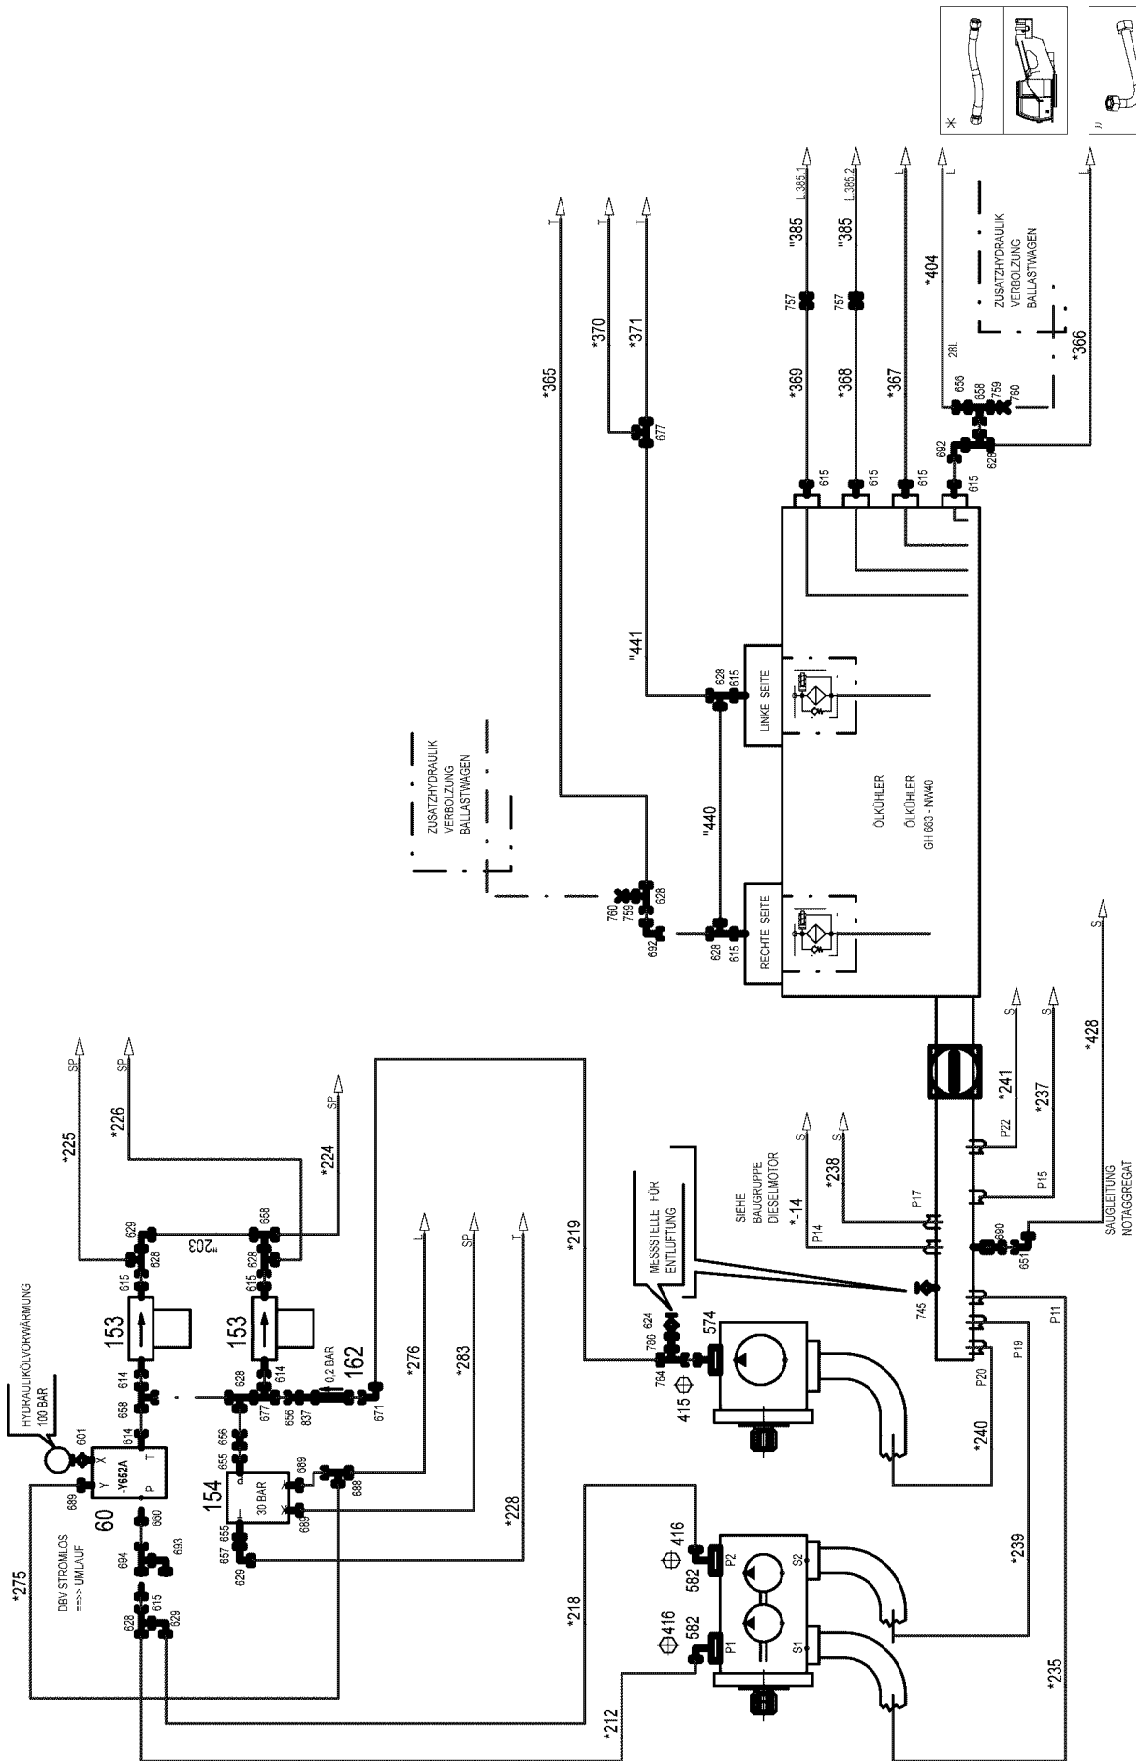 *275
HYDRAULIKÖLVORWÄRMUNG
100 BAR
601
689
Y
X
-Y652A
P
T
60
DBV STROMLOS
==>> UMLAUF
660
694
693
615
628
629
614
658
614
153
615
628
629
"203
*225
SP
*226
SP
153
615
628
658
*224
SP
614
628
677
656
837
0,2 BAR
162
671
656
655
154
30 BAR
X
X
689
689
688
655
657
629
*276
L
*283
SP
*228
T
*219
*218
*212
416
582
P1
416
582
P2
S1
S2
*235
*239
*240
415
574
764
786
624
MESSSTELLE FÜR
ENTLÜFTUNG
SIEHE
BAUGRUPPE
DIESELMOTOR
*-14
S
P14
*238
S
P17
745
P20
P19
P11
651
690
SAUGLEITUNG
NOTAGGREGAT
P15
P22
*241
S
*237
S
*428
S
ZUSATZHYDRAULIK
VERBOLZUNG
BALLASTWAGEN
760
759
628
692
628
615
RECHTE SEITE
"440
628
615
LINKE SEITE
"441
ÖLKÜHLER
ÖLKÜHLER
GH 663 - NW40
*365
T
*370
T
*371
T
677
*369
757
"385
L.385.1
615
*368
757
"385
L.385.2
615
*367
L
615
*404
L
28L
615
692
628
656
658
759
760
*366
L
ZUSATZHYDRAULIK
VERBOLZUNG
BALLASTWAGEN
*
"